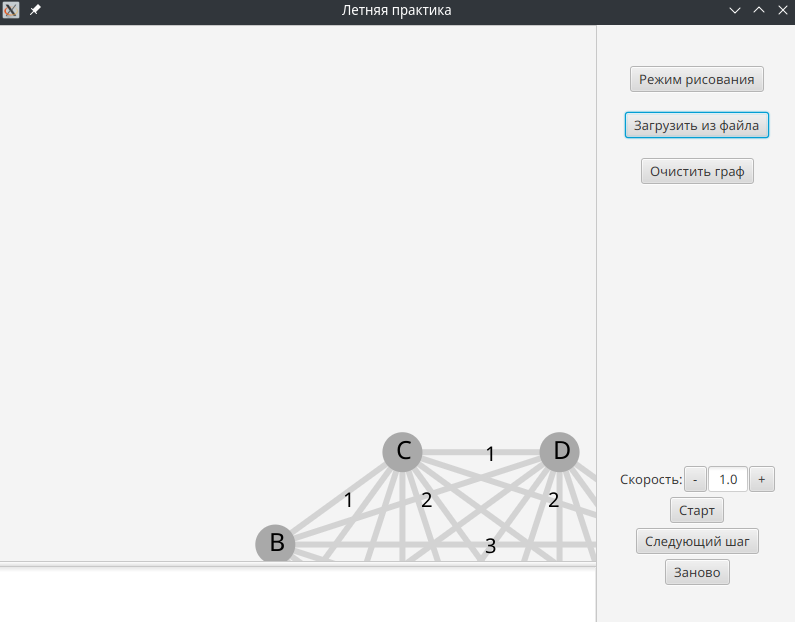 Летняя практика
Режим рисования
Загрузить из файла
Очистить граф
C
1
D
1
2
2
B
3
Скорость: - 1.0 +
Старт
Следующий шаг
Заново